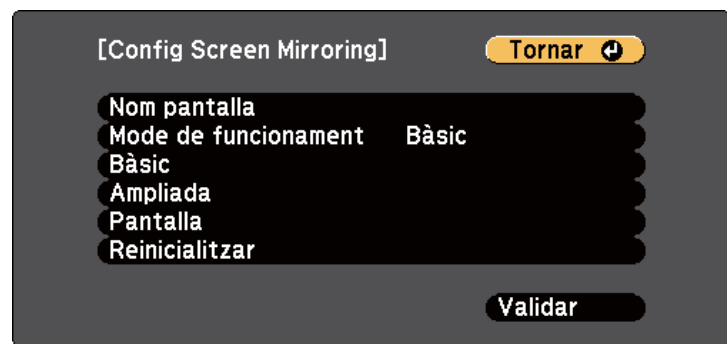 [Config Screen Mirroring] Tornar
Nom pantalla
Mode de funcionament Bàsic
Bàsic
Ampliada
Pantalla
Reinicialitzar
Validar